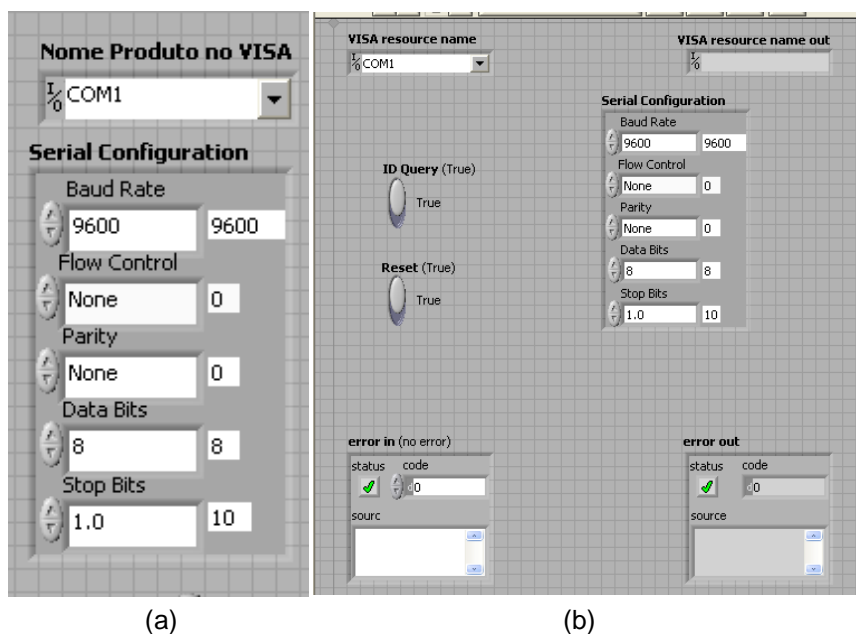 Nome Produto no VISA
I/O COM1
Serial Configuration
Baud Rate
9600 9600
Flow Control
None 0
Parity
None 0
Data Bits
8 8
Stop Bits
1.0 10
(a)
VISA resource name
I/O COM1
VISA resource name out
I/O
Serial Configuration
Baud Rate
9600 9600
Flow Control
None 0
Parity
None 0
Data Bits
8 8
Stop Bits
1.0 10
ID Query (True)
True
Reset (True)
True
error in (no error)
status code
0
sourc
error out
status code
0
source
(b)